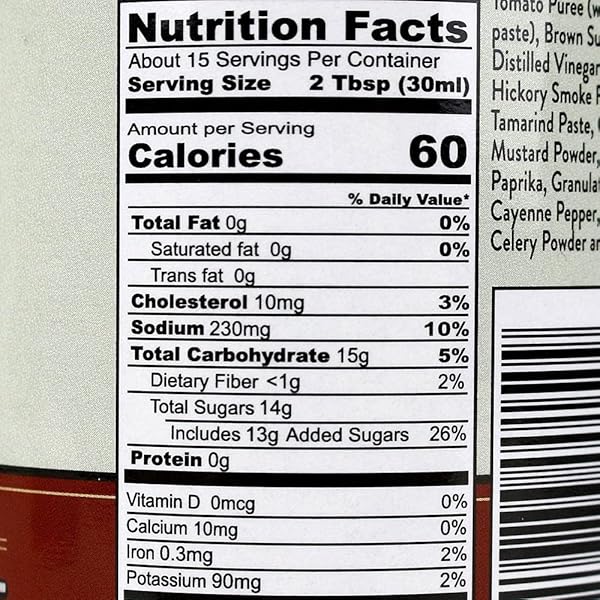 Nutrition Facts
About 15 Servings Per Container
Serving Size 2 Tbsp (30ml)
Amount per Serving
Calories 60
% Daily Value*
Total Fat 0g 0%
Saturated fat 0g 0%
Trans fat 0g
Cholesterol 10mg 3%
Sodium 230mg 10%
Total Carbohydrate 15g 5%
Dietary Fiber <1g 2%
Total Sugars 14g
Includes 13g Added Sugars 26%
Protein 0g
Vitamin D 0mcg 0%
Calcium 10mg 0%
Iron 0.3mg 2%
Potassium 90mg 2%
Tomato Puree (w
paste), Brown Su
Distilled Vinegar
Hickory Smoke F
Tamarind Paste,
Mustard Powder,
Paprika, Granulat
Cayenne Pepper,
Celery Powder an